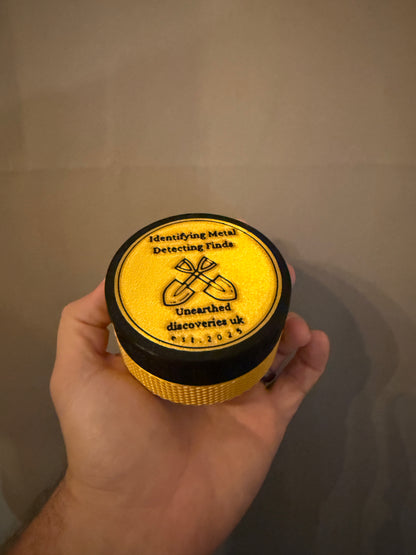 Identifying Metal
Detecting Finds
Unearthed
discoveries uk
est.2025